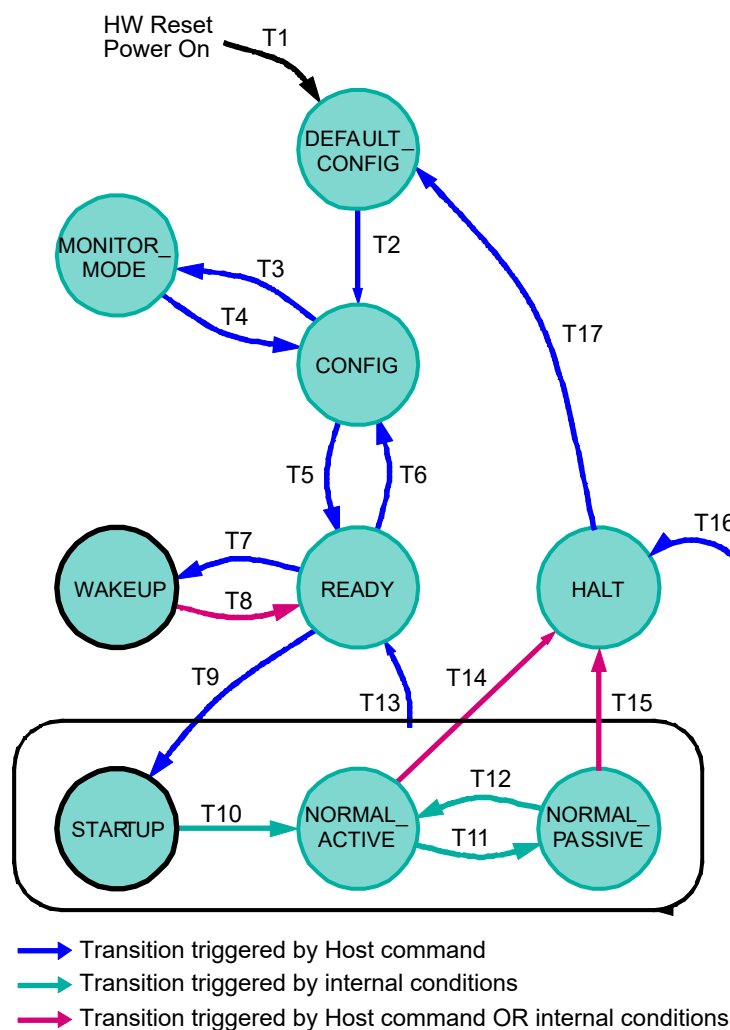 HW Reset
Power On
T1
DEFAULT_
CONFIG
T2
MONITOR_
MODE
T3
T4
CONFIG
T17
T5
T6
T16
T7
WAKEUP
READY
HALT
T8
T9
T13
T14
T15
STARTUP
T10
NORMAL_
ACTIVE
T12
T11
NORMAL_
PASSIVE
Transition triggered by Host command
Transition triggered by internal conditions
Transition triggered by Host command OR internal conditions